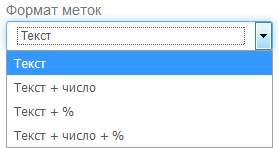 Формат меток
Текст
Текст
Текст + число
Текст + %
Текст + число + %